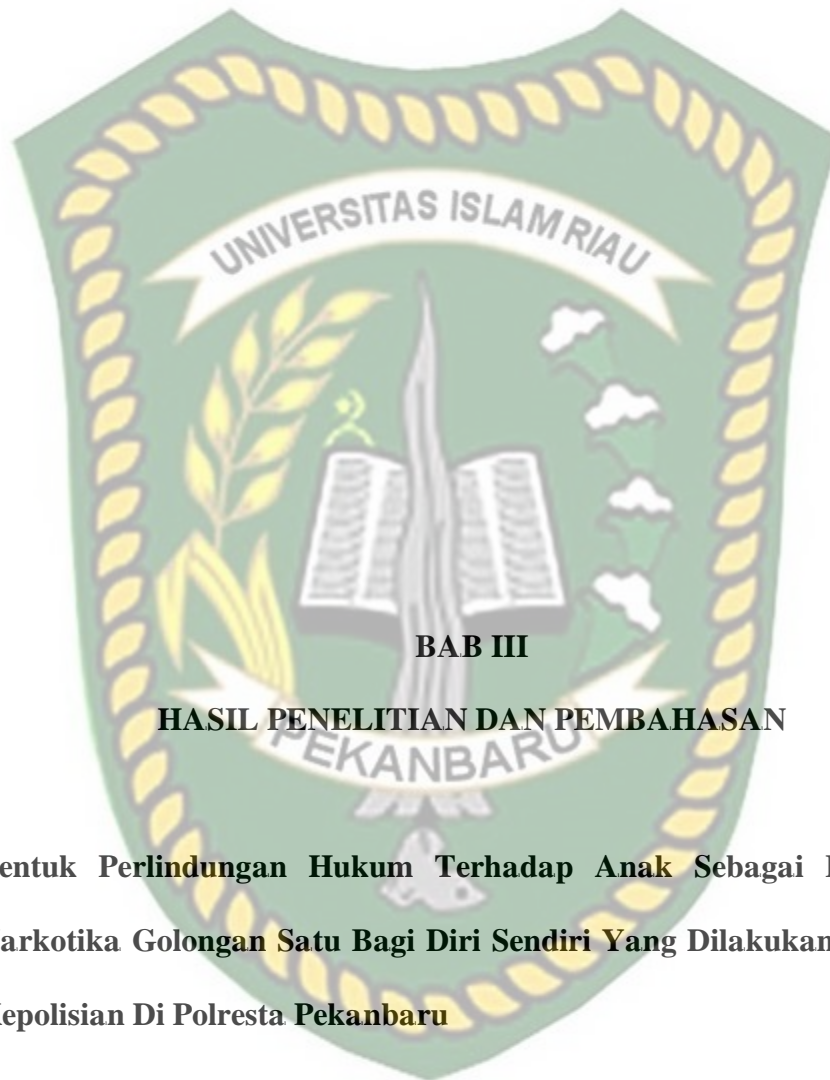 UNIVERSITAS ISLAM RIAU
BAB III
HASIL PENELITIAN DAN PEMBAHASAN
PEKANBARU
entuk Perlindungan Hukum Terhadap Anak Sebagai
arkotika Golongan Satu Bagi Diri Sendiri Yang Dilakukan
epolisian Di Polresta Pekanbaru